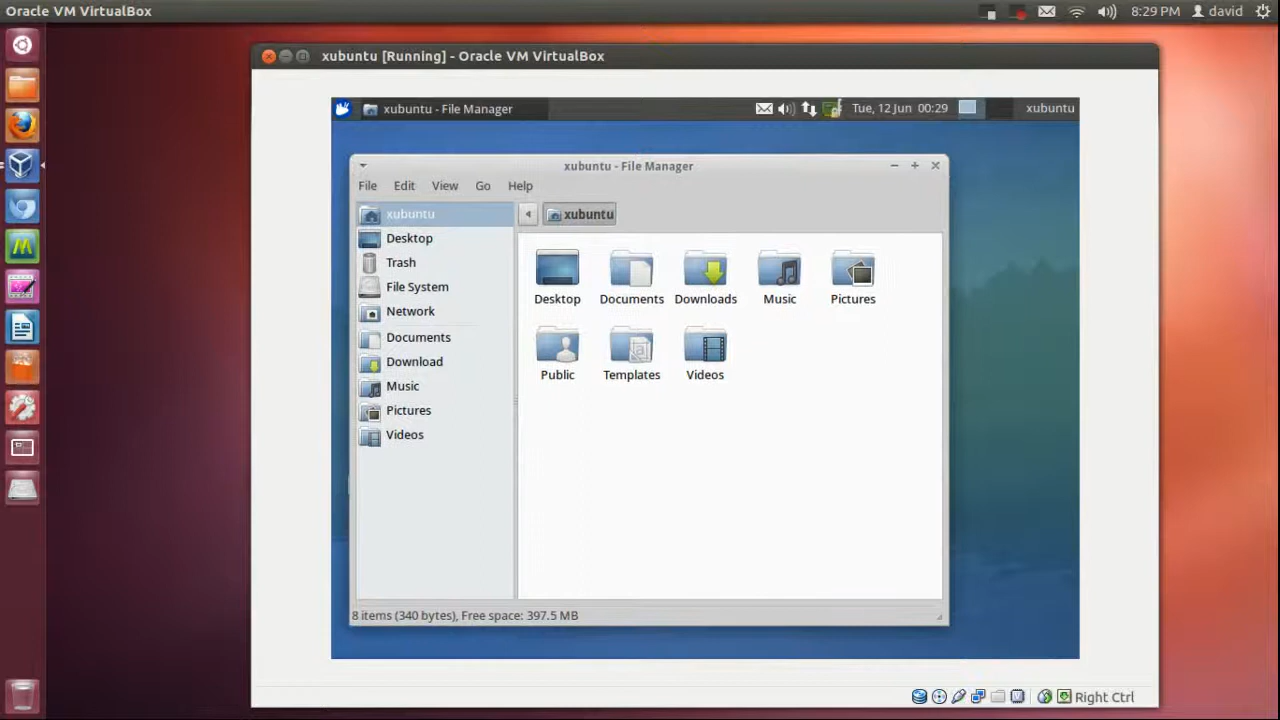 Oracle VM VirtualBox
8:29 PM david
xubuntu [Running] - Oracle VM VirtualBox
xubuntu - File Manager
Tue, 12 Jun 00:29 xubuntu
xubuntu - File Manager
File Edit View Go Help
xubuntu
Desktop
Trash
File System
Network
Documents
Download
Music
Pictures
Videos
xubuntu
Desktop Documents Downloads Music Pictures
Public Templates Videos
8 items (340 bytes), Free space: 397.5 MB
Right Ctrl